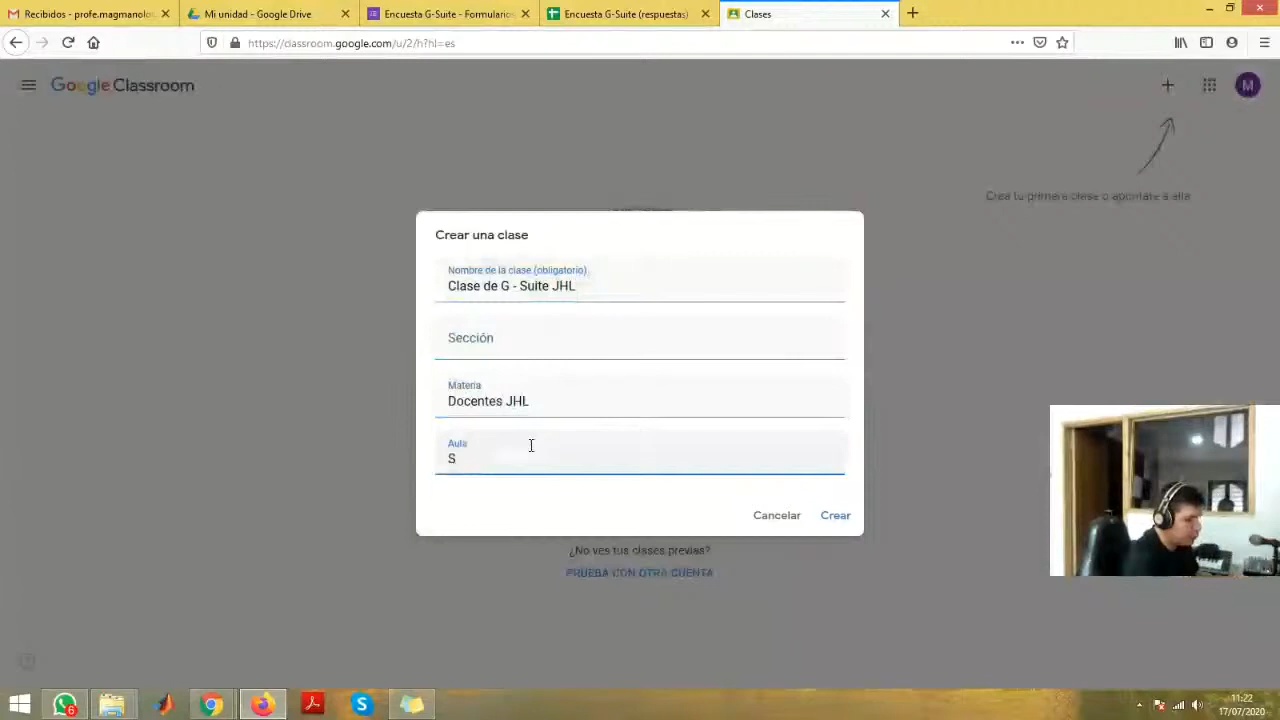 Recibidos - profe.magmanolo
Mi unidad - Google Drive
Encuesta G-Suite - Formularios
Encuesta G-Suite (respuestas)
Clases
https://classroom.google.com/u/2/h?hl=es
Google Classroom
M
Crea tu primera clase o apúntate a ella
Crear una clase
Nombre de la clase (obligatorio)
Clase de G - Suite JHL
Sección
Materia
Docentes JHL
Aula
S
Cancelar
Crear
¿No ves tus clases previas?
PRUEBA CON OTRA CUENTA
6
11:22
17/07/2020